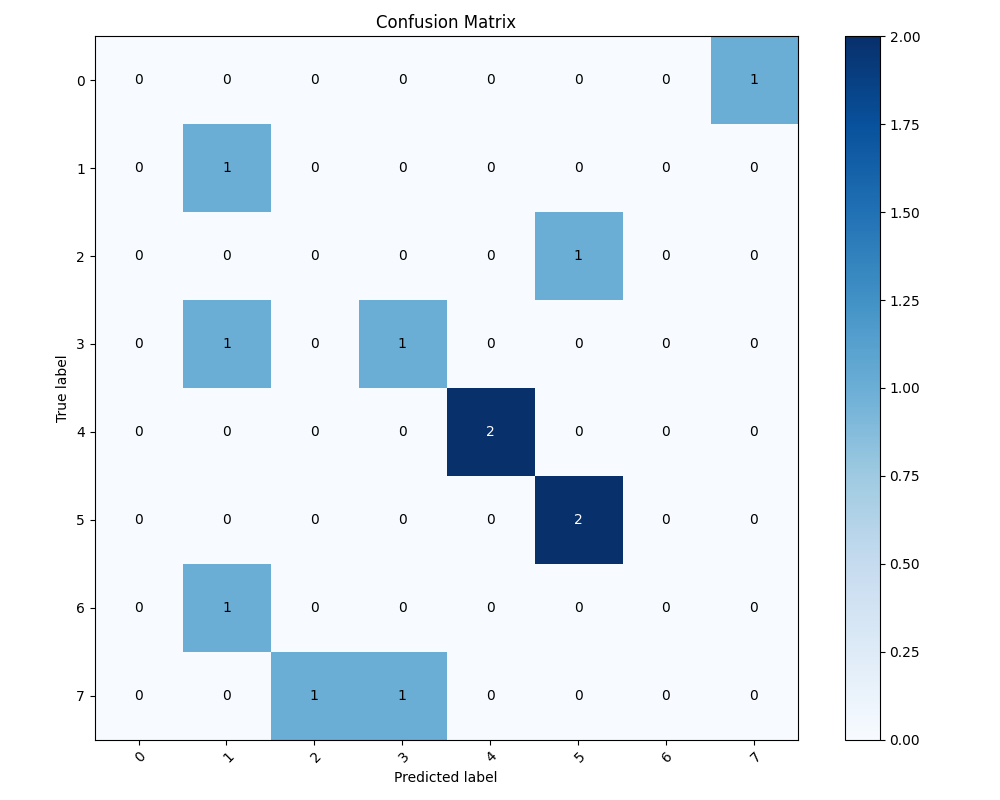 Confusion Matrix
0 0 0 0 0 0 0 0 1
1 0 1 0 0 0 0 0 0
2 0 0 0 0 0 1 0 0
3 0 1 0 1 0 0 0 0
4 0 0 0 0 2 0 0 0
5 0 0 0 0 0 2 0 0
6 0 1 0 0 0 0 0 0
7 0 0 1 1 0 0 0 0
True label
0 1 2 3 4 5 6 7
Predicted label
2.00
1.75
1.50
1.25
1.00
0.75
0.50
0.25
0.00